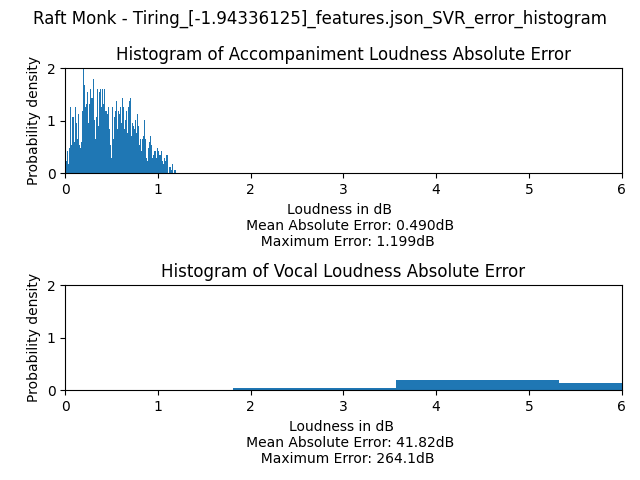 Raft Monk - Tiring_[-1.94336125]_features.json_SVR_error_histogram
Histogram of Accompaniment Loudness Absolute Error
Probability density
2
1
0
0 1 2 3 4 5 6
Loudness in dB
Mean Absolute Error: 0.490dB
Maximum Error: 1.199dB
Histogram of Vocal Loudness Absolute Error
Probability density
2
1
0
0 1 2 3 4 5 6
Loudness in dB
Mean Absolute Error: 41.82dB
Maximum Error: 264.1dB